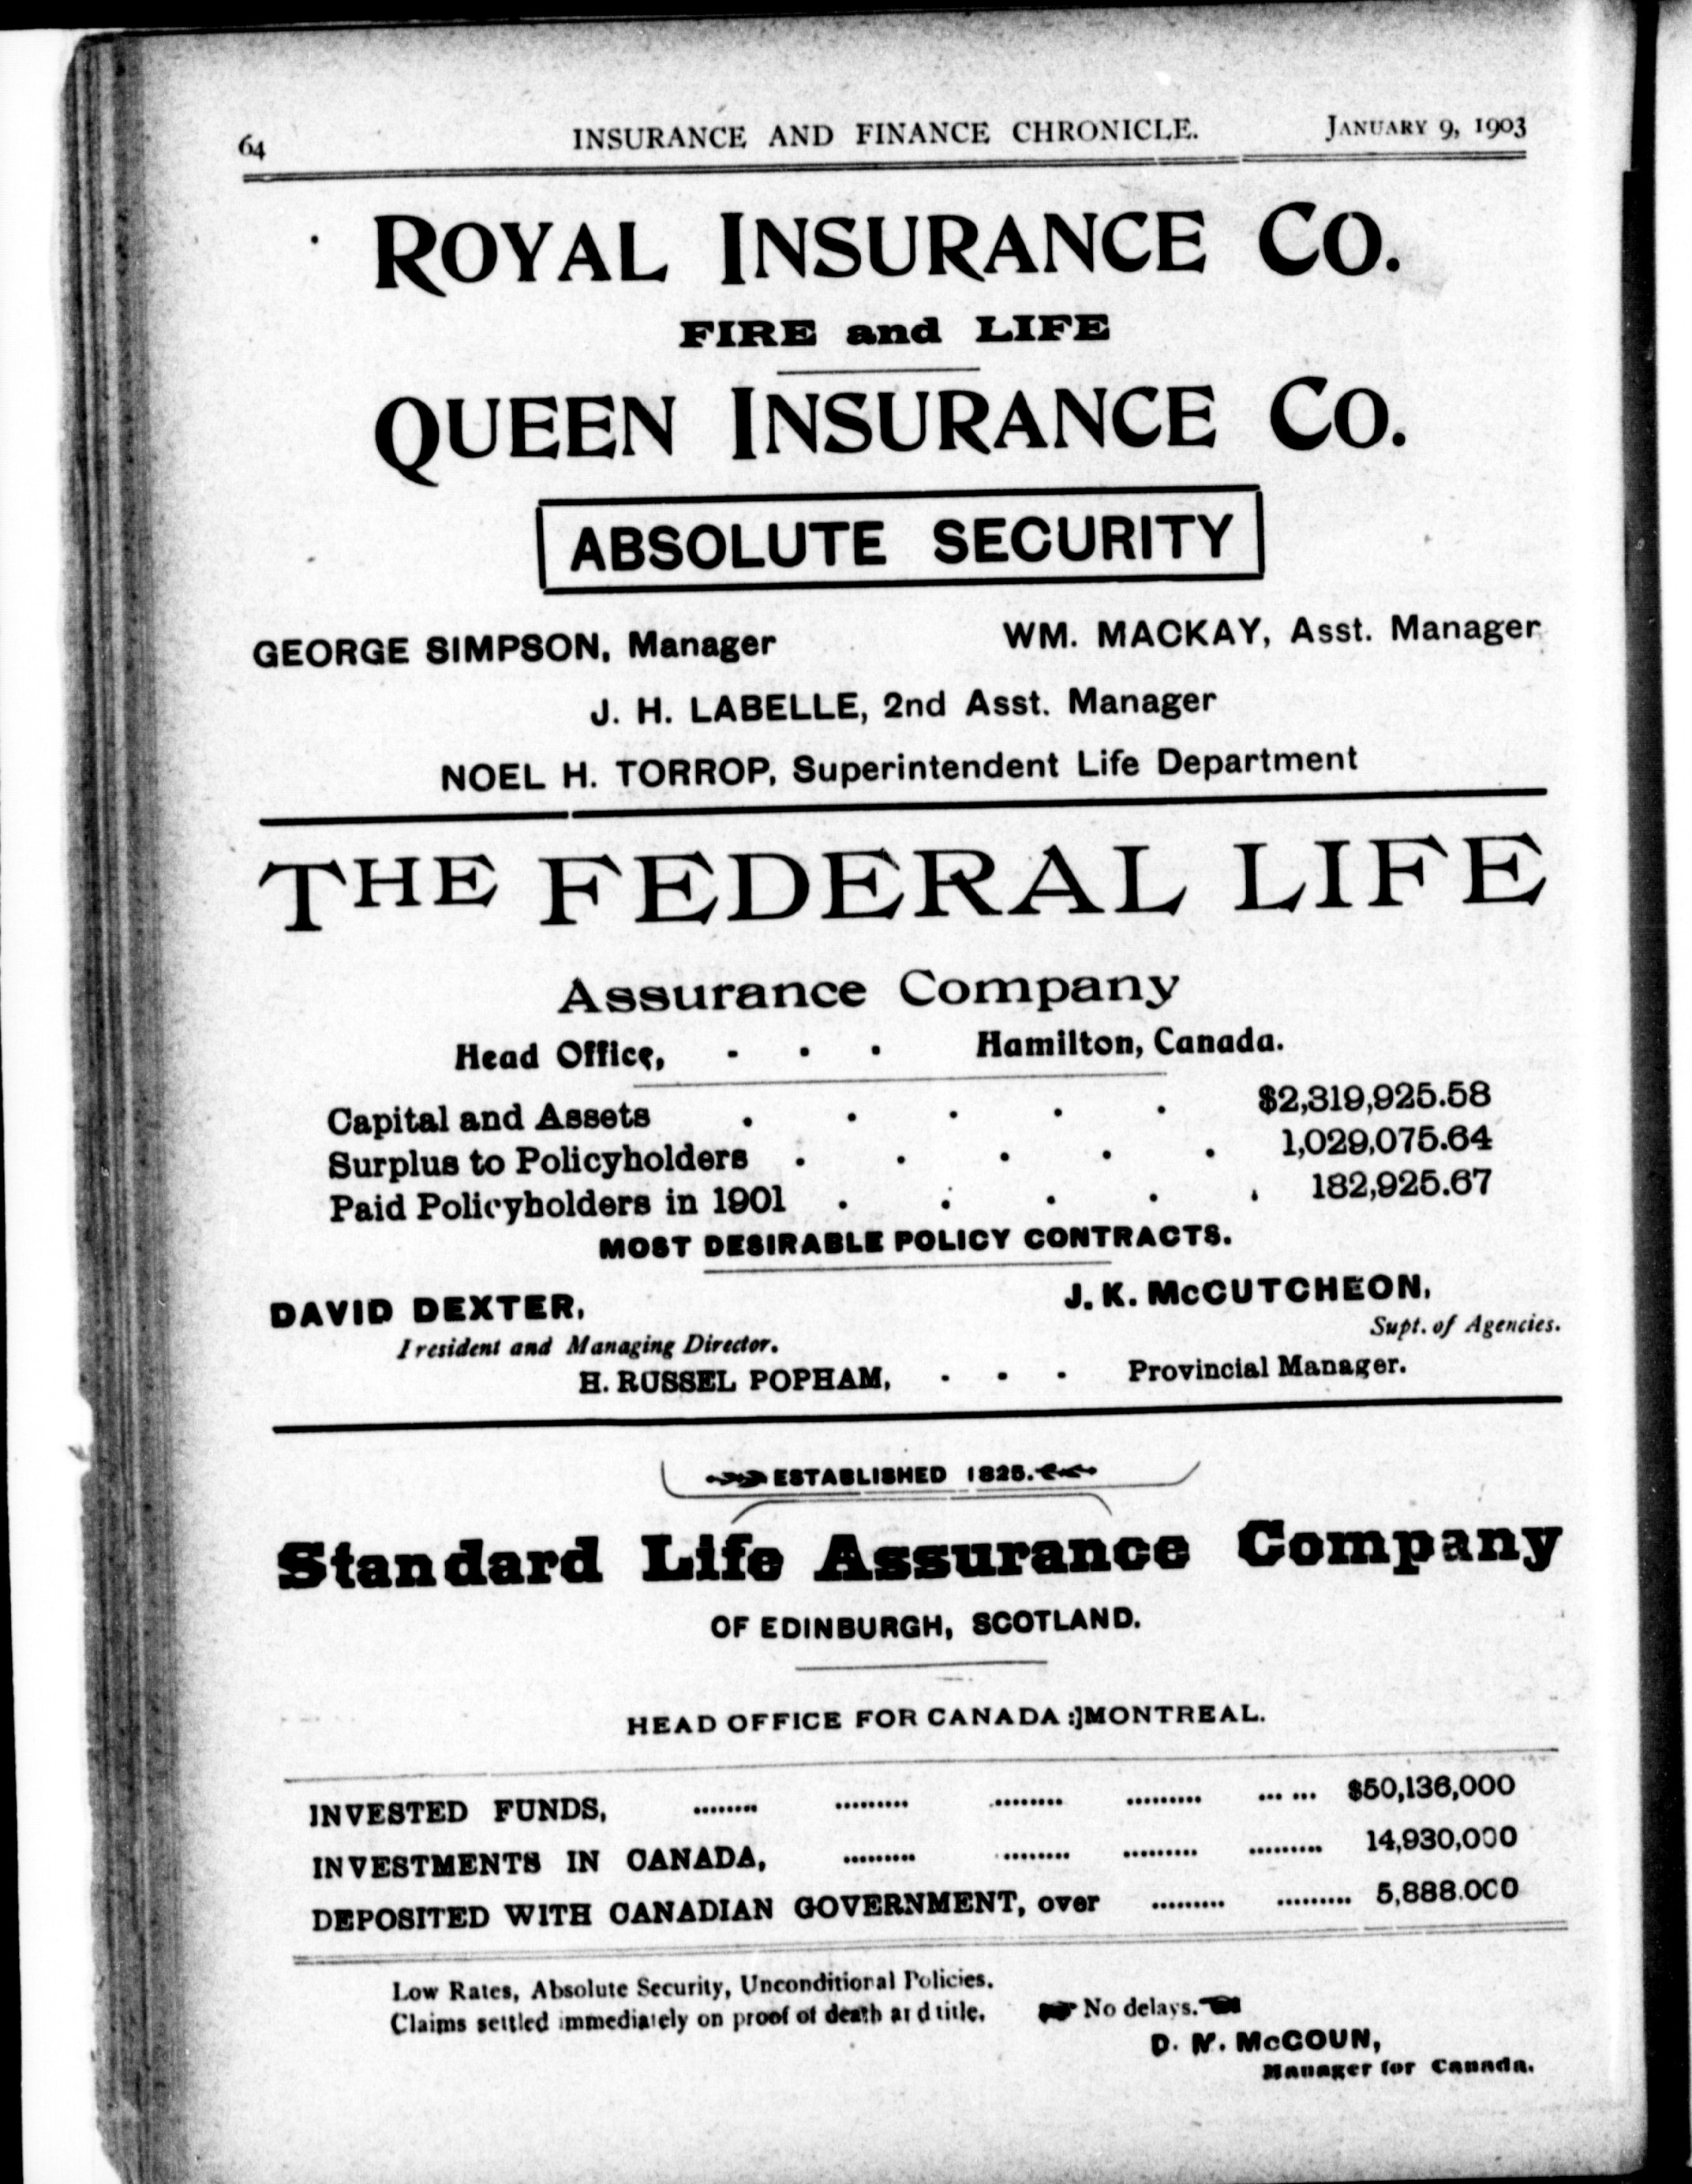 64 INSURANCE AND FINANCE CHRONICLE. JANUARY 9, 1903
ROYAL INSURANCE CO.
FIRE and LIFE
QUEEN INSURANCE CO.
ABSOLUTE SECURITY
GEORGE SIMPSON, Manager WM. MACKAY, Asst. Manager
J. H. LABELLE, 2nd Asst. Manager
NOEL H. TORROP, Superintendent Life Department
THE FEDERAL LIFE
Assurance Company
Head Office, - - - Hamilton, Canada.
Capital and Assets . . . . . $2,319,925.58
Surplus to Policyholders . . . . . 1,029,075.64
Paid Policyholders in 1901 . . . . . 182,925.67
MOST DESIRABLE POLICY CONTRACTS.
DAVID DEXTER, J. K. McCUTCHEON,
President and Managing Director. Supt. of Agencies.
H. RUSSEL POPHAM, - - - Provincial Manager.
ESTABLISHED 1825.
Standard Life Assurance Company
OF EDINBURGH, SCOTLAND.
HEAD OFFICE FOR CANADA :]MONTREAL.
INVESTED FUNDS, ........ ......... ......... ......... ... ... $50,136,000
INVESTMENTS IN CANADA, ......... ........ ......... ......... 14,930,000
DEPOSITED WITH CANADIAN GOVERNMENT, over ......... ......... 5,888.000
Low Rates, Absolute Security, Unconditional Policies.
Claims settled immediately on proof of death and title. No delays.
D. M. McGOUN,
Manager for Canada.